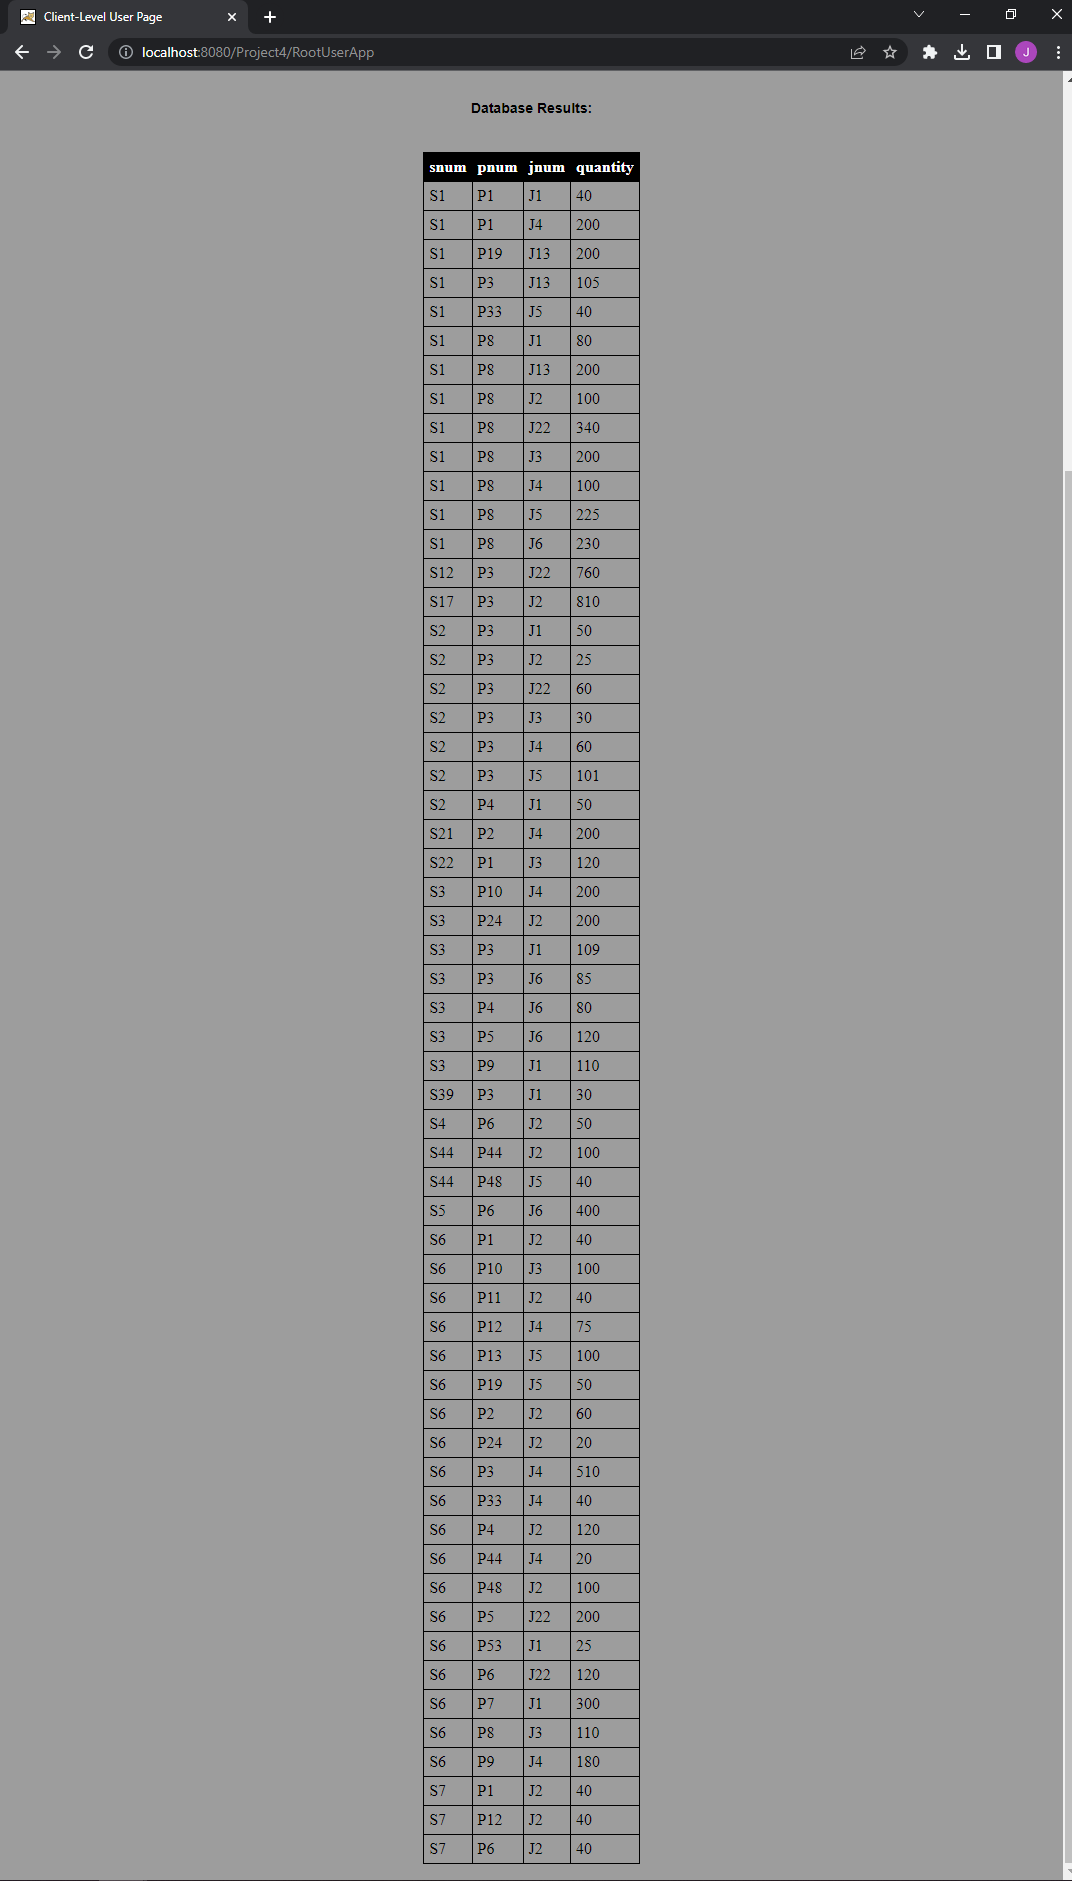 Client-Level User Page
localhost:8080/Project4/RootUserApp
J
Database Results:
snum pnum jnum quantity
S1 P1 J1 40
S1 P1 J4 200
S1 P19 J13 200
S1 P3 J13 105
S1 P33 J5 40
S1 P8 J1 80
S1 P8 J13 200
S1 P8 J2 100
S1 P8 J22 340
S1 P8 J3 200
S1 P8 J4 100
S1 P8 J5 225
S1 P8 J6 230
S12 P3 J22 760
S17 P3 J2 810
S2 P3 J1 50
S2 P3 J2 25
S2 P3 J22 60
S2 P3 J3 30
S2 P3 J4 60
S2 P3 J5 101
S2 P4 J1 50
S21 P2 J4 200
S22 P1 J3 120
S3 P10 J4 200
S3 P24 J2 200
S3 P3 J1 109
S3 P3 J6 85
S3 P4 J6 80
S3 P5 J6 120
S3 P9 J1 110
S39 P3 J1 30
S4 P6 J2 50
S44 P44 J2 100
S44 P48 J5 40
S5 P6 J6 400
S6 P1 J2 40
S6 P10 J3 100
S6 P11 J2 40
S6 P12 J4 75
S6 P13 J5 100
S6 P19 J5 50
S6 P2 J2 60
S6 P24 J2 20
S6 P3 J4 510
S6 P33 J4 40
S6 P4 J2 120
S6 P44 J4 20
S6 P48 J2 100
S6 P5 J22 200
S6 P53 J1 25
S6 P6 J22 120
S6 P7 J1 300
S6 P8 J3 110
S6 P9 J4 180
S7 P1 J2 40
S7 P12 J2 40
S7 P6 J2 40